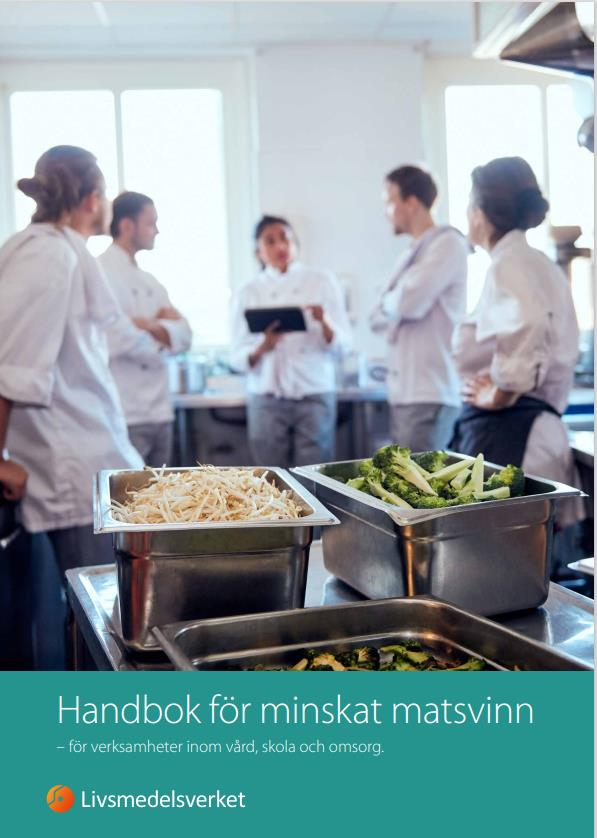 Handbok för minskat matsvinn
– för verksamheter inom vård, skola och omsorg.
Livsmedelsverket